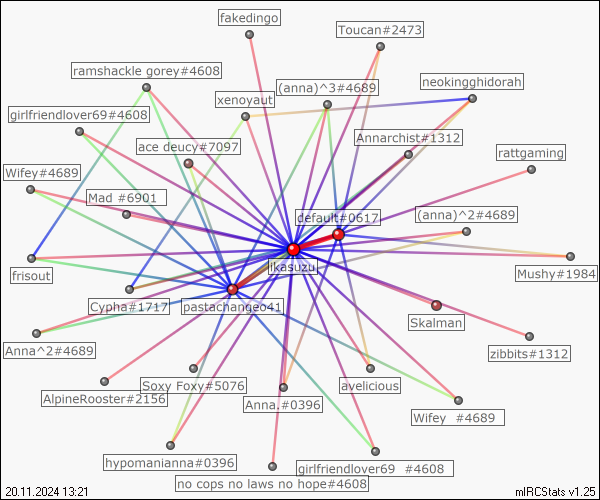 fakedingo
Toucan#2473
ramshackle gorey#4608
(anna)^3#4689
neokingghidorah
xenoyaut
girlfriendlover69#4608
Annarchist#1312
ace deucy#7097
rattgaming
Wifey#4689
Mad #6901
default#0617
(anna)^2#4689
likasuzu
frisout
Mushy#1984
Cypha#1717
pastachangeo41
Skalman
Anna^2#4689
zibbits#1312
Soxy Foxy#5076
avelicious
AlpineRooster#2156
Anna.#0396
Wifey #4689
hypomanianna#0396
girlfriendlover69 #4608
no cops no laws no hope#4608
20.11.2024 13:21
mIRCStats v1.25